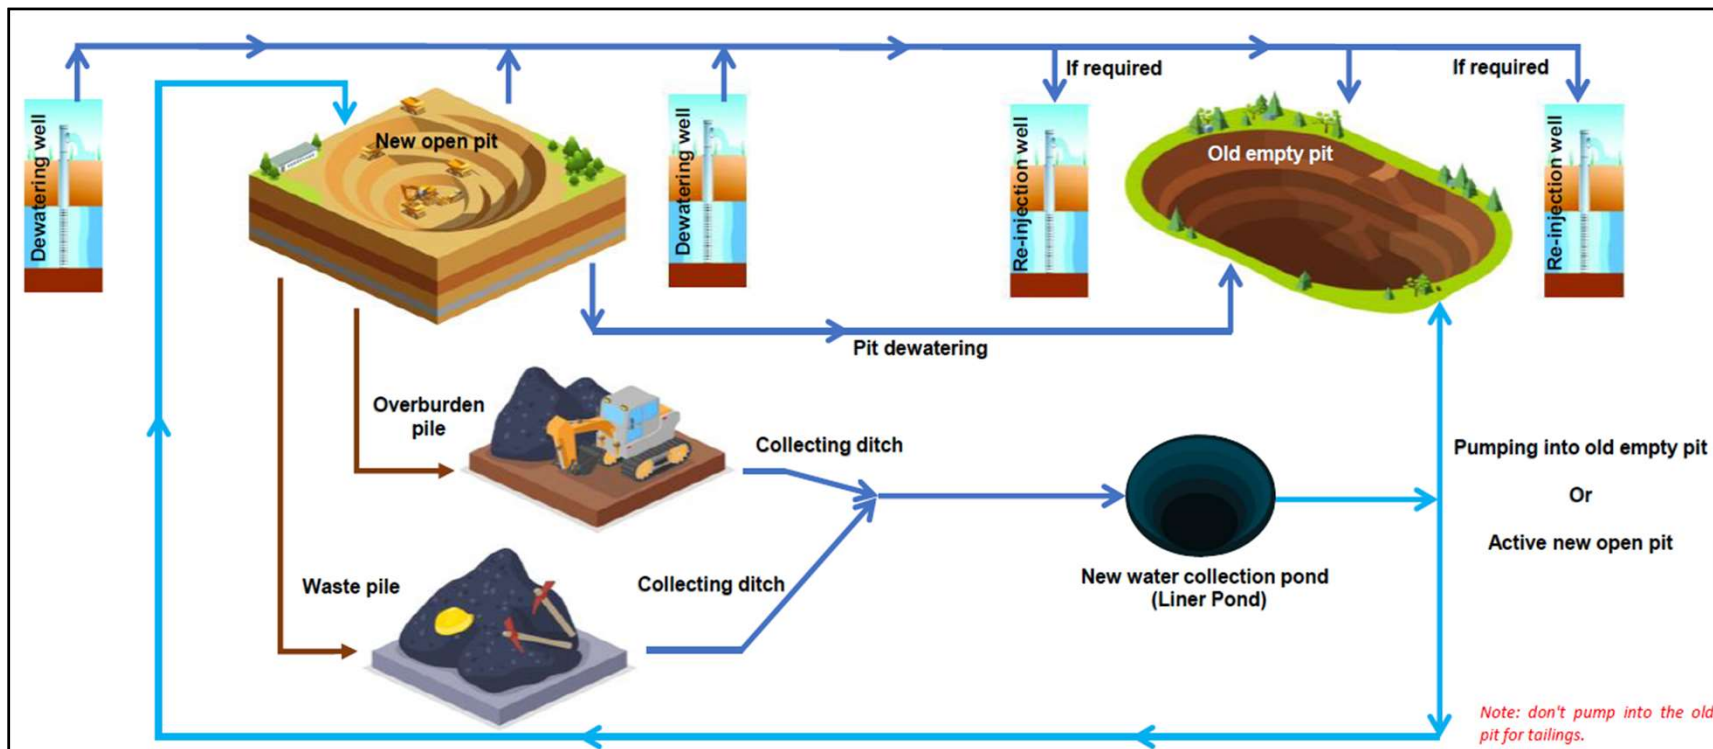 If required
If required
Dewatering well
New open pit
Dewatering well
Re-injection well
Old empty pit
Re-injection well
Pit dewatering
Overburden
pile
Collecting ditch
Pumping into old empty pit
Or
Active new open pit
Waste pile
Collecting ditch
New water collection pond
(Liner Pond)
Note: don't pump into the old
pit for tailings.